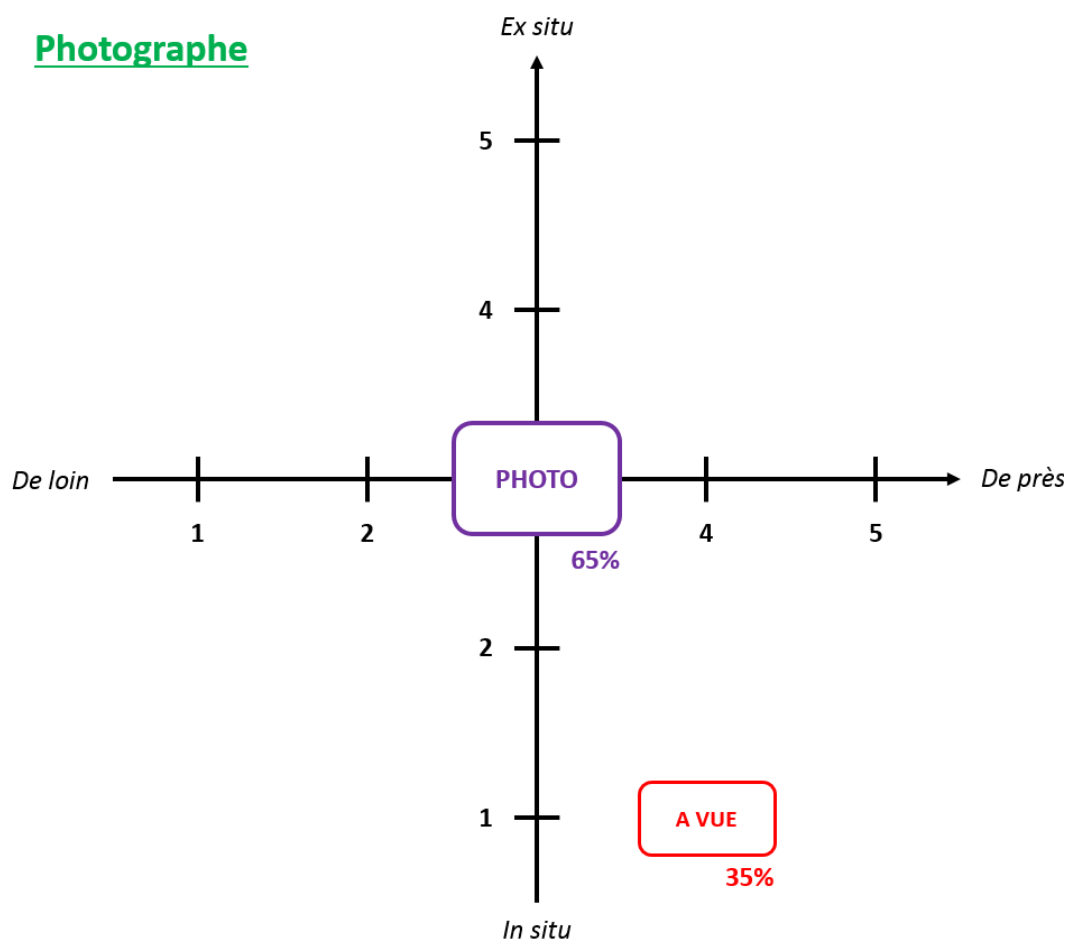 Photographe
Ex situ
5
4
De loin
PHOTO
De près
1
2
4
5
65%
2
1
A VUE
35%
In situ